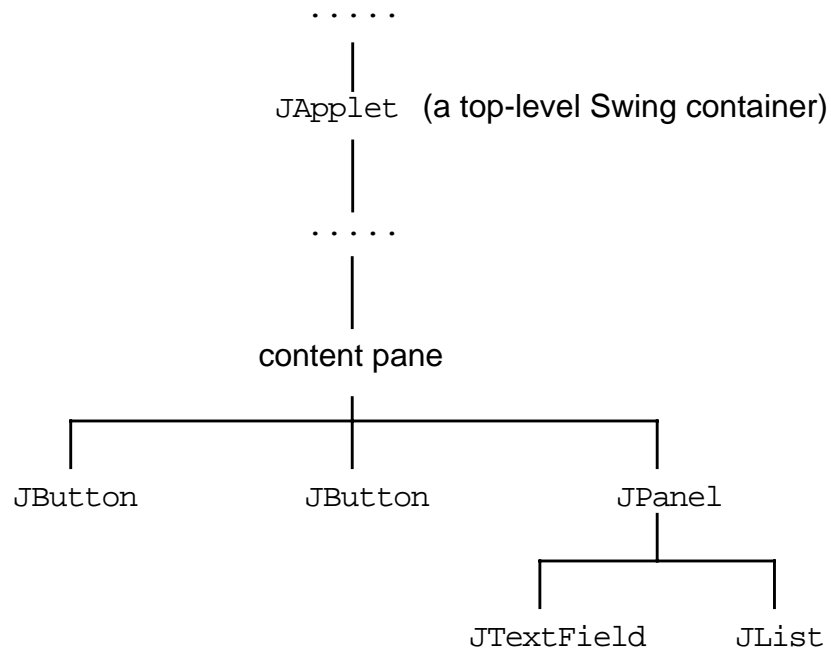 .....
JApplet (a top-level Swing container)
.....
content pane
JButton JButton JPanel
JTextField JList